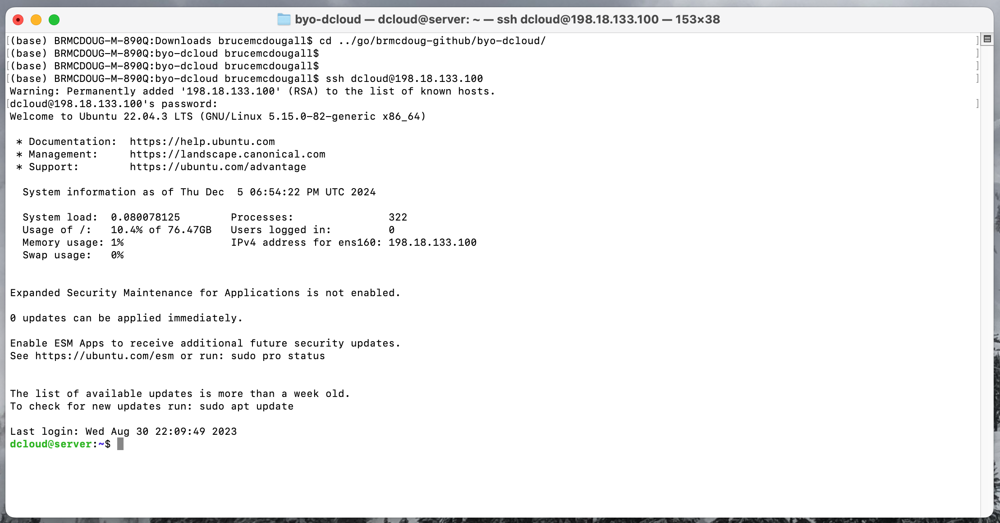 byo-dcloud — dcloud@server: ~ — ssh dcloud@198.18.133.100 — 153×38
[(base) BRMCDOUG-M-890Q:Downloads brucemcdougall$ cd ../go/brmcdoug-github/byo-dcloud/ ]
[(base) BRMCDOUG-M-890Q:byo-dcloud brucemcdougall$ ]
[(base) BRMCDOUG-M-890Q:byo-dcloud brucemcdougall$ ]
[(base) BRMCDOUG-M-890Q:byo-dcloud brucemcdougall$ ssh dcloud@198.18.133.100 ]
Warning: Permanently added '198.18.133.100' (RSA) to the list of known hosts.
[dcloud@198.18.133.100's password: ]
Welcome to Ubuntu 22.04.3 LTS (GNU/Linux 5.15.0-82-generic x86_64)
* Documentation:  https://help.ubuntu.com
* Management:     https://landscape.canonical.com
* Support:        https://ubuntu.com/advantage
System information as of Thu Dec  5 06:54:22 PM UTC 2024
System load:  0.080078125        Processes:               322
Usage of /:   10.4% of 76.47GB   Users logged in:         0
Memory usage: 1%                 IPv4 address for ens160: 198.18.133.100
Swap usage:   0%
Expanded Security Maintenance for Applications is not enabled.
0 updates can be applied immediately.
Enable ESM Apps to receive additional future security updates.
See https://ubuntu.com/esm or run: sudo pro status
The list of available updates is more than a week old.
To check for new updates run: sudo apt update
Last login: Wed Aug 30 22:09:49 2023
dcloud@server:~$